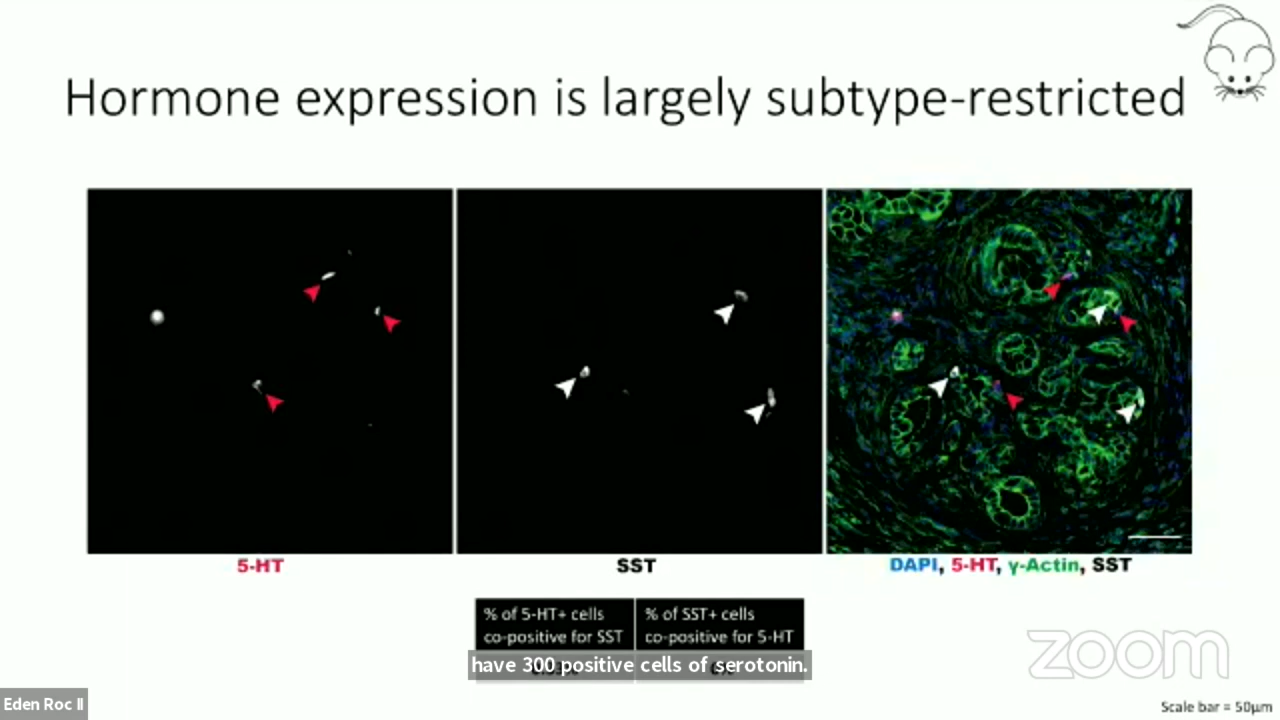 Hormone expression is largely subtype-restricted
5-HT
SST
DAPI, 5-HT, γ-Actin, SST
% of 5-HT+ cells
co-positive for SST
% of SST+ cells
co-positive for 5-HT
have 300 positive cells of serotonin.
zoom
Eden Roc II
Scale bar = 50µm